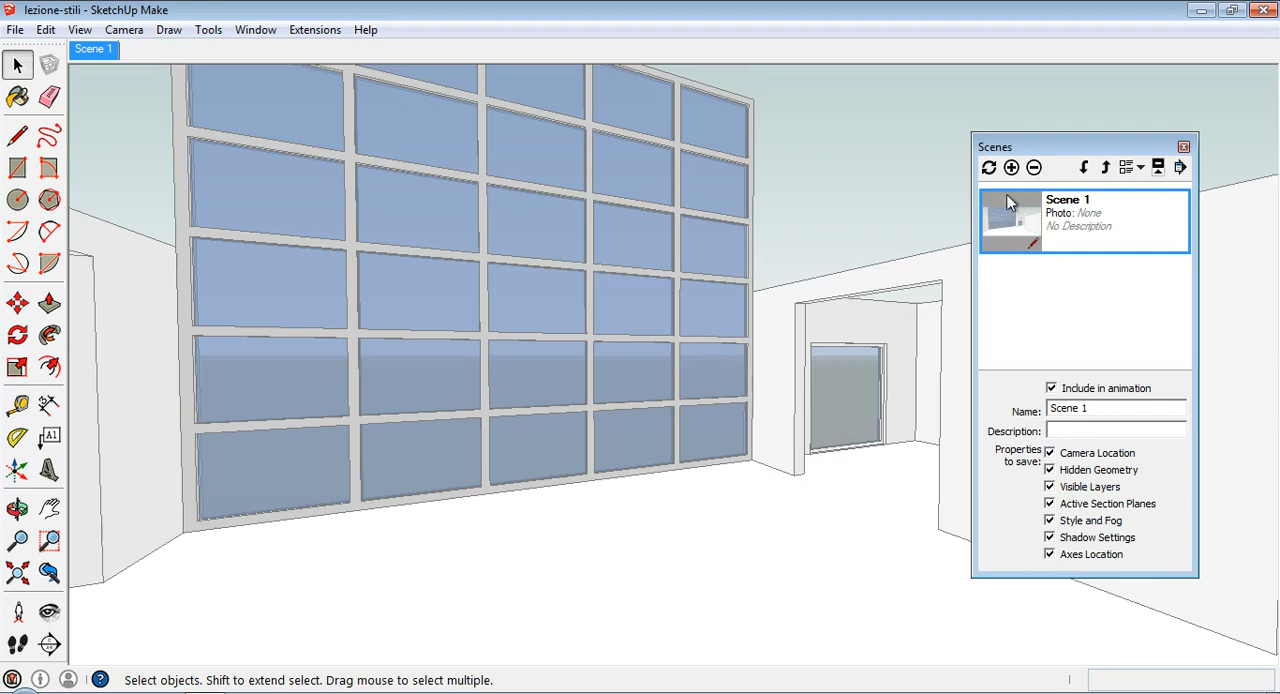 lezione-stili - SketchUp Make
File Edit View Camera Draw Tools Window Extensions Help
Scene 1
Scenes
Scene 1
Photo: None
No Description
Include in animation
Name: Scene 1
Description:
Properties to save:
Camera Location
Hidden Geometry
Visible Layers
Active Section Planes
Style and Fog
Shadow Settings
Axes Location
A1
Select objects. Shift to extend select. Drag mouse to select multiple.